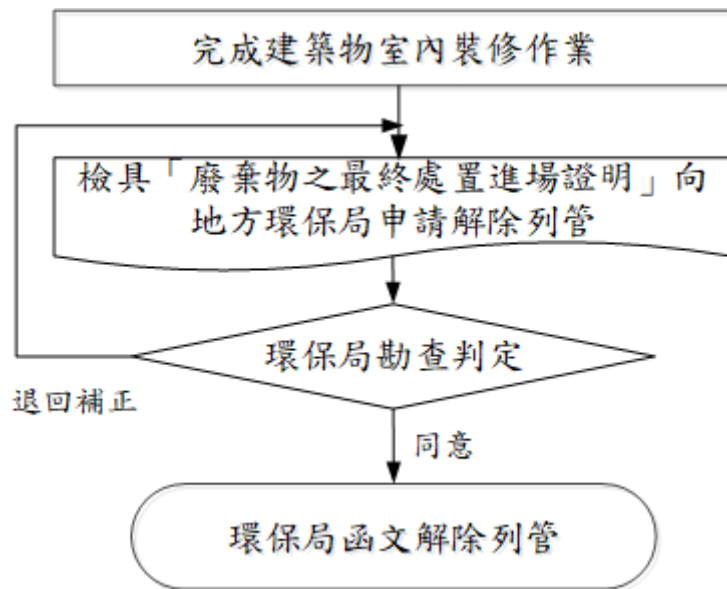 完成建築物室內裝修作業
檢具「廢棄物之最終處置進場證明」向
地方環保局申請解除列管
環保局勘查判定
退回補正
同意
環保局函文解除列管